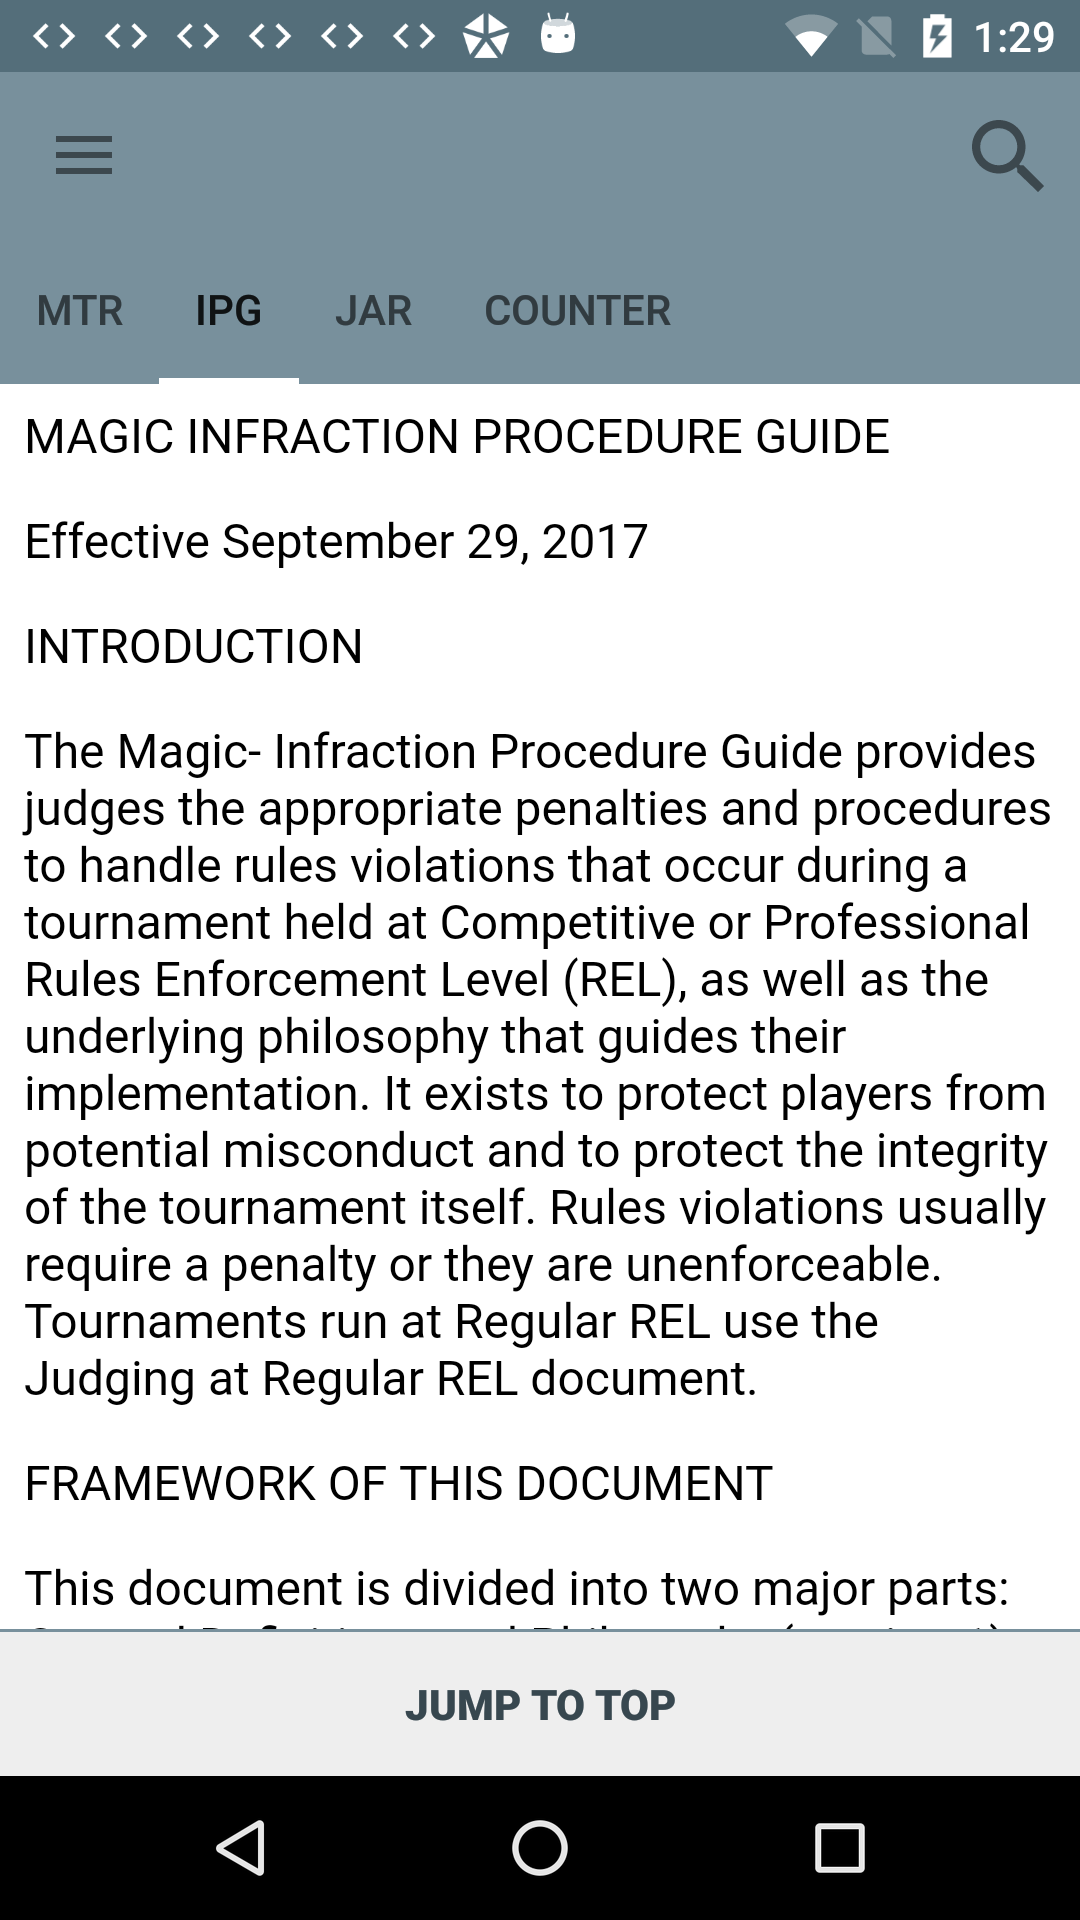 1:29
MTR IPG JAR COUNTER
MAGIC INFRACTION PROCEDURE GUIDE
Effective September 29, 2017
INTRODUCTION
The Magic- Infraction Procedure Guide provides
judges the appropriate penalties and procedures
to handle rules violations that occur during a
tournament held at Competitive or Professional
Rules Enforcement Level (REL), as well as the
underlying philosophy that guides their
implementation. It exists to protect players from
potential misconduct and to protect the integrity
of the tournament itself. Rules violations usually
require a penalty or they are unenforceable.
Tournaments run at Regular REL use the
Judging at Regular REL document.
FRAMEWORK OF THIS DOCUMENT
This document is divided into two major parts:
JUMP TO TOP